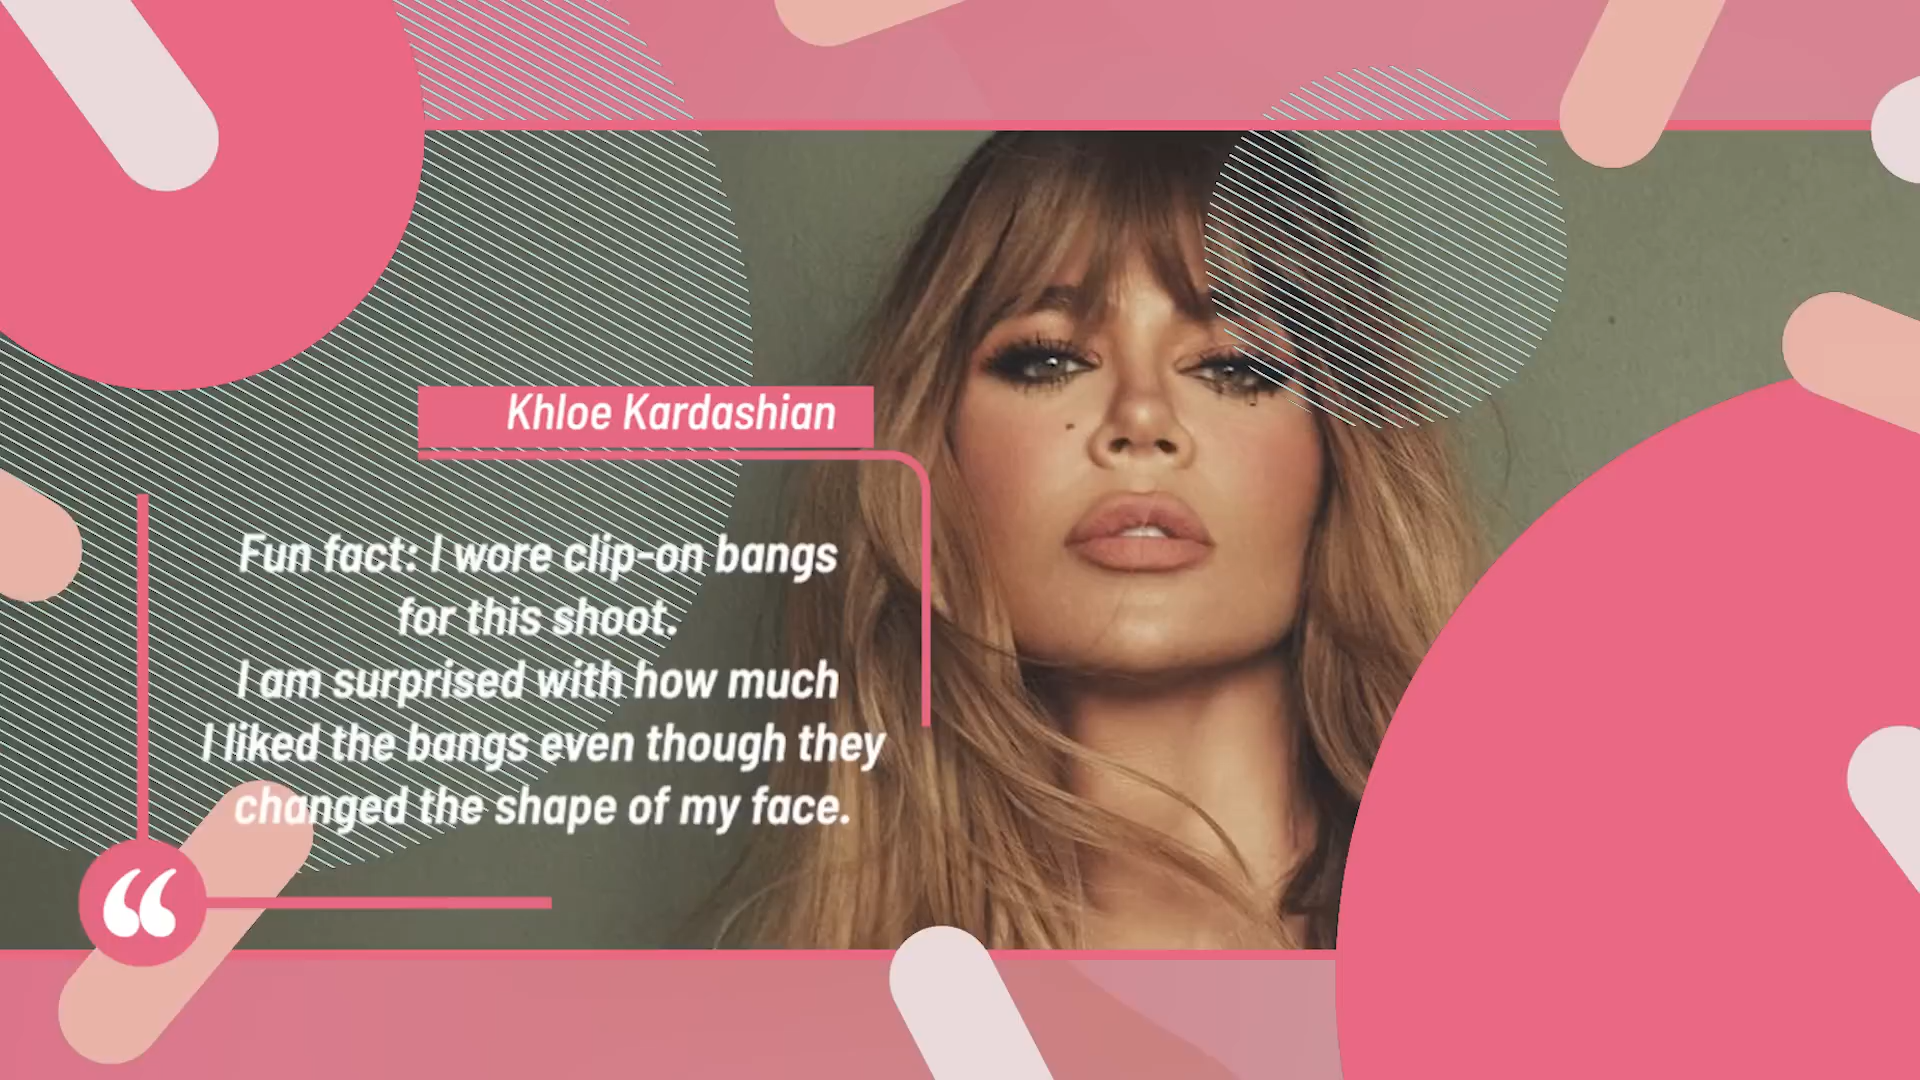 Khloe Kardashian
Fun fact: I wore clip-on bangs
for this shoot.
I am surprised with how much
I liked the bangs even though they
changed the shape of my face.